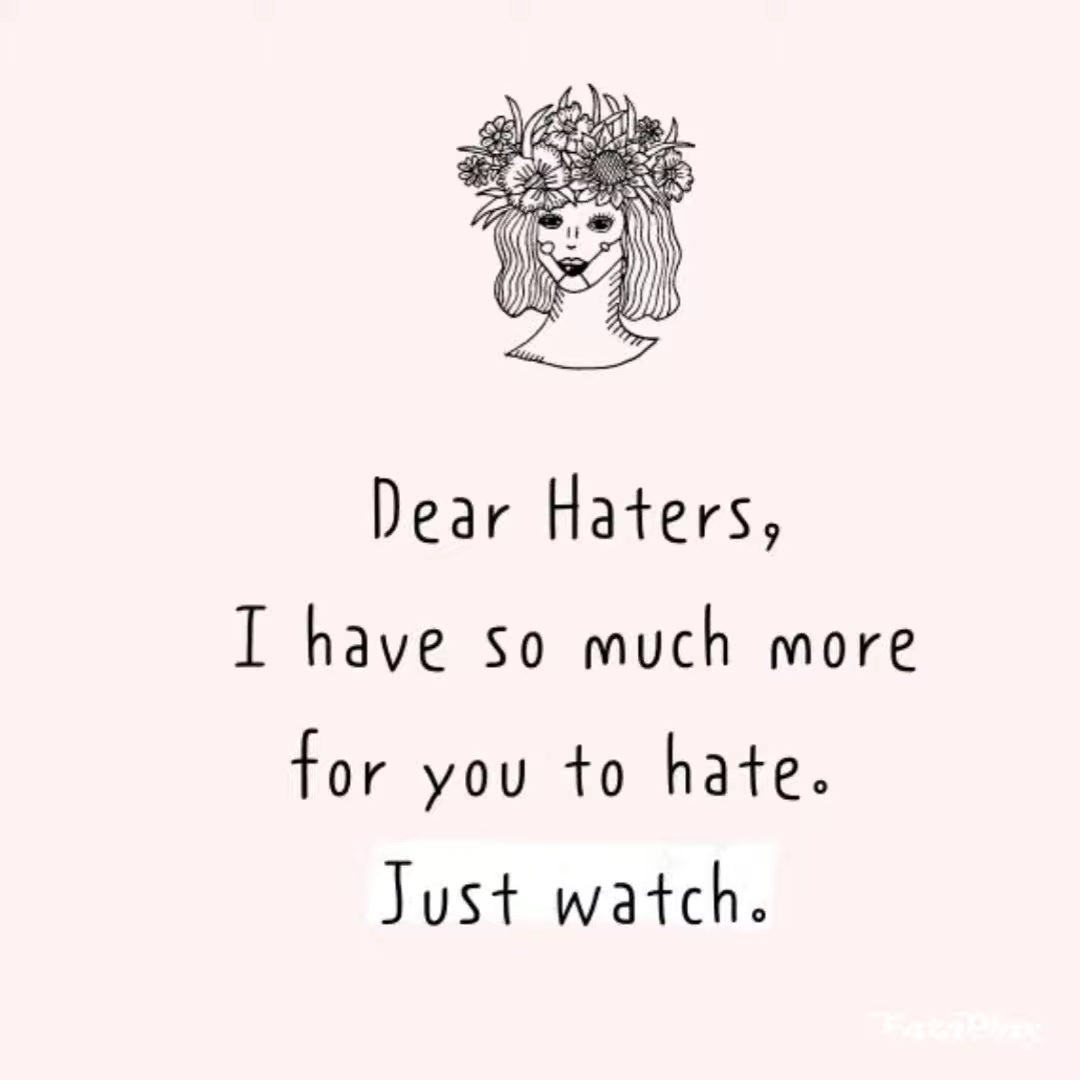 Dear Haters,
I have so much more
for you to hate.
Just watch.